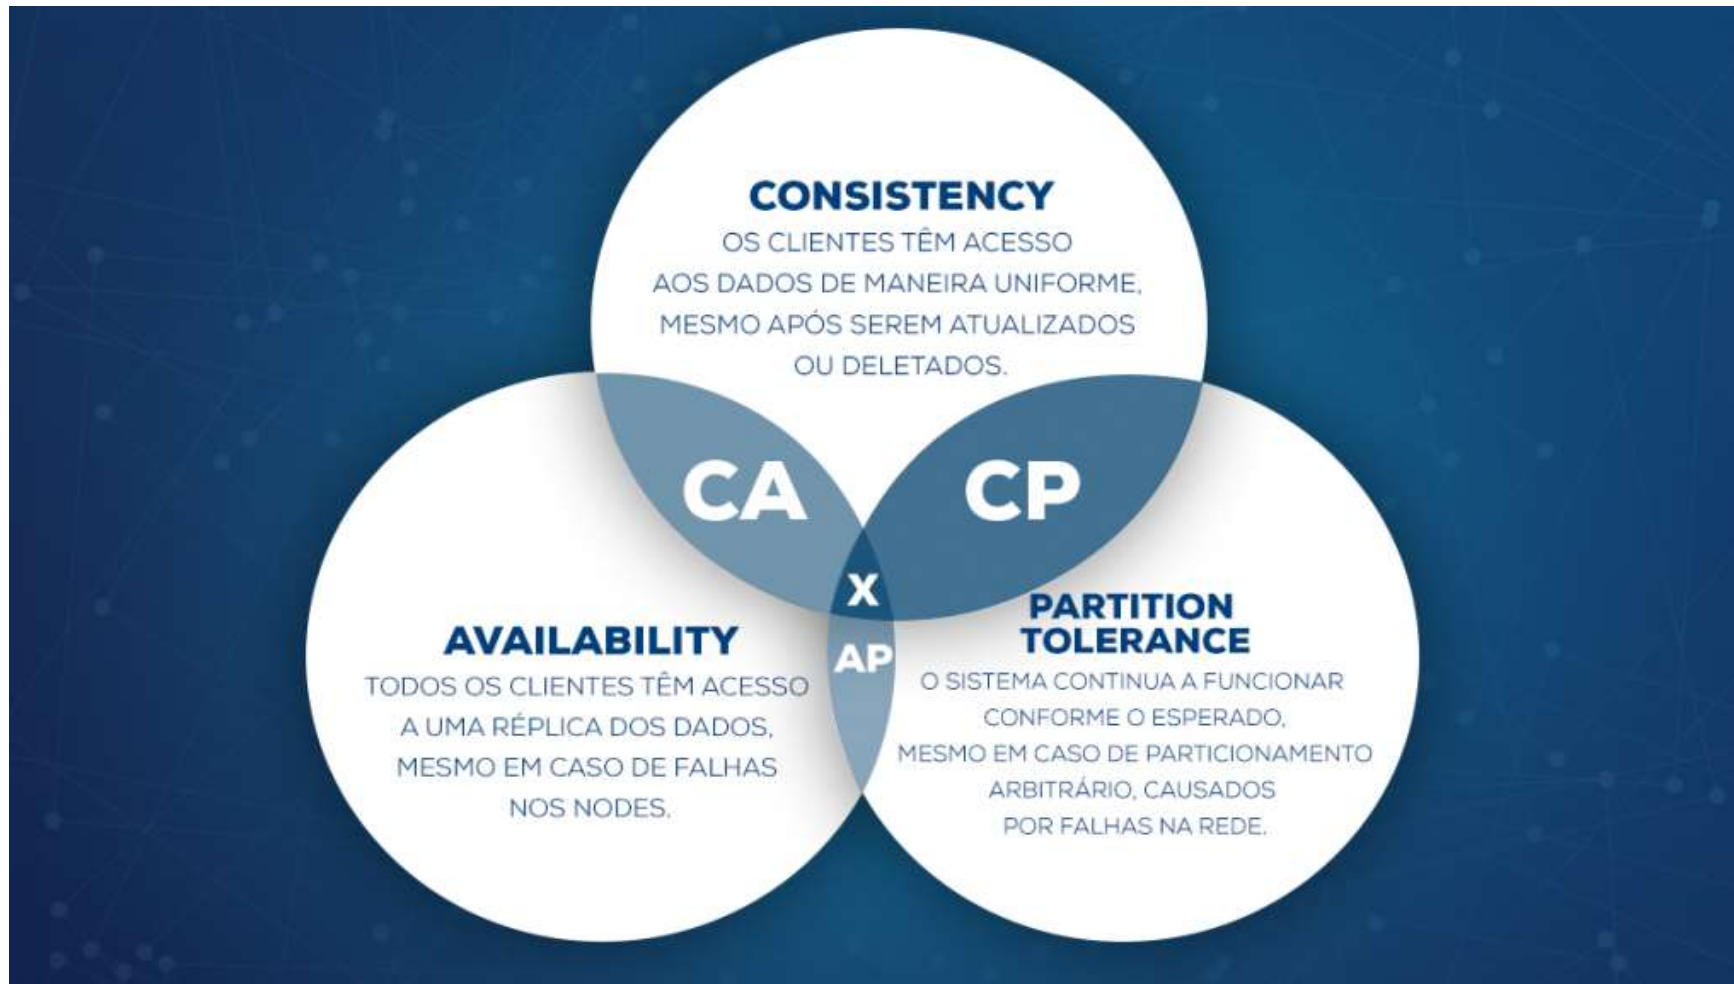 CONSISTENCY
OS CLIENTES TÊM ACESSO
AOS DADOS DE MANEIRA UNIFORME,
MESMO APÓS SEREM ATUALIZADOS
OU DELETADOS.
CA
CP
X
AP
AVAILABILITY
TODOS OS CLIENTES TÊM ACESSO
A UMA RÉPLICA DOS DADOS,
MESMO EM CASO DE FALHAS
NOS NODES.
PARTITION
TOLERANCE
O SISTEMA CONTINUA A FUNCIONAR
CONFORME O ESPERADO,
MESMO EM CASO DE PARTICIONAMENTO
ARBITRÁRIO, CAUSADOS
POR FALHAS NA REDE.